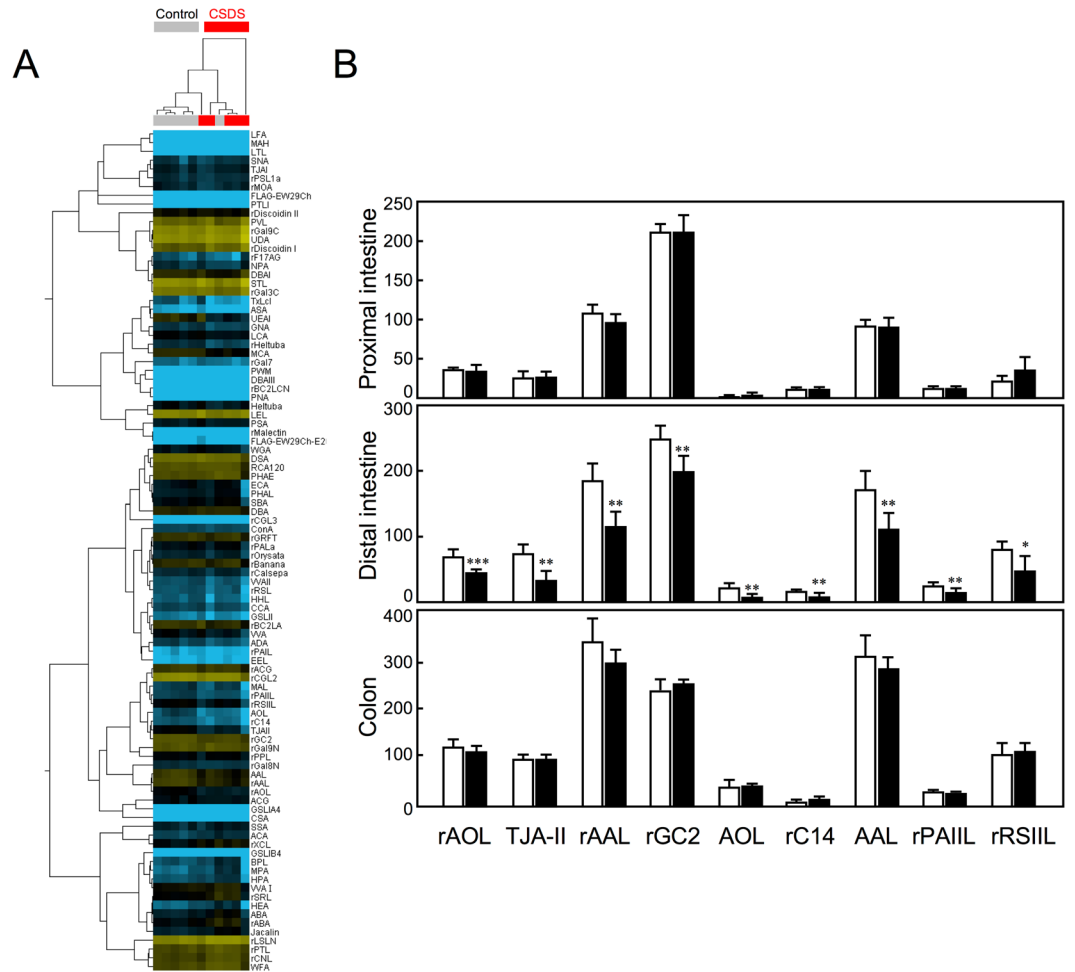 Control CSDS
A
B
LFA
MAH
LTL
SNA
TJAI
rPSL1a
rMOA
FLAG-EW29Ch
PTLI
rDiscoidin II
PVL
rGal9C
UDA
rDiscoidin I
rF17AG
NPA
DBAI
STL
rGal3C
TxLcI
ASA
UEAI
GNA
LCA
rHeltuba
MCA
rGal7
PWM
DBAIII
rBC2LCN
PNA
Heltuba
LEL
PSA
rMalectin
FLAG-EW29Ch-E2
WGA
DSA
RCA120
PHAE
ECA
PHAL
SBA
DBA
rCGL3
ConA
rGRFT
rPALa
rOrysata
rBanana
rCalsepa
VVAII
rRSL
HHL
CCA
GSLII
rBC2LA
VVA
ADA
rPAIL
EEL
rACG
rCGL2
MAL
rPAIIL
rRSIIL
AOL
rC14
TJAII
rGC2
rGal9N
rPPL
rGal8N
AAL
rAAL
rAOL
ACG
GSLIA4
CSA
SSA
ACA
rXCL
GSLIB4
BPL
MPA
HPA
VVA I
rSRL
HEA
ABA
rABA
Jacalin
rLSLN
rPTL
rCNL
WFA
Proximal intestine
250
200
150
100
50
0
Distal intestine
300
200
100
0
*** ** ** ** ** ** ** ** *
Colon
400
300
200
100
0
rAOL TJA-II rAAL rGC2 AOL rC14 AAL rPAIIL rRSIIL